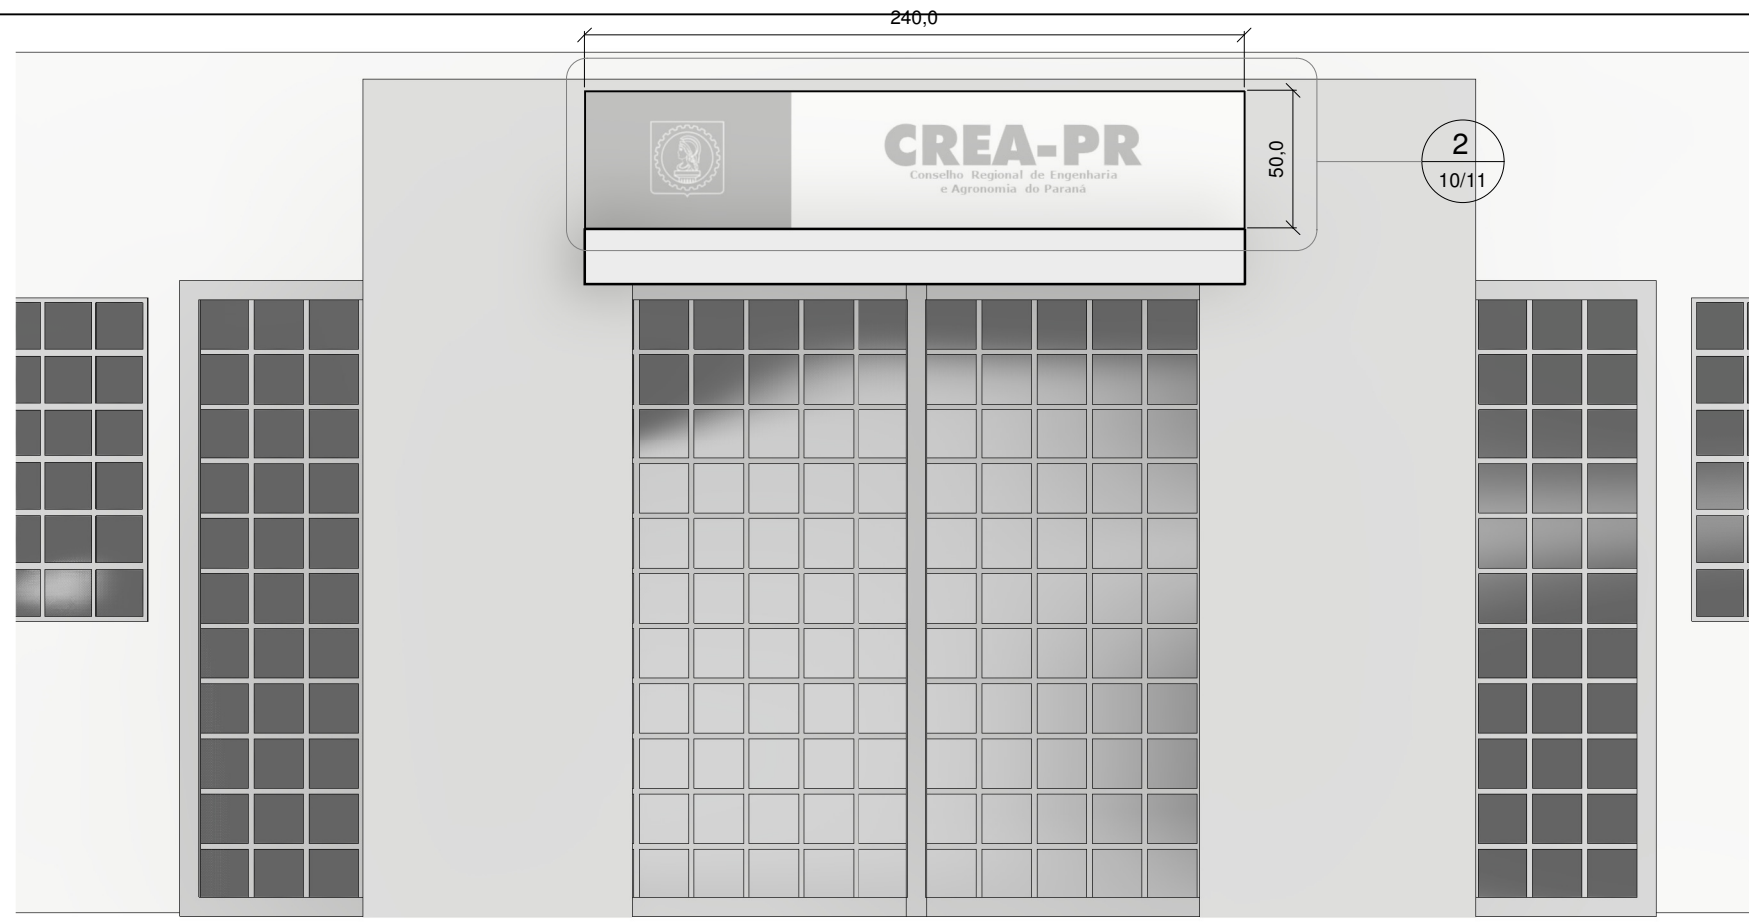 240,0
CREA-PR
Conselho Regional de Engenharia
e Agronomia do Paraná
50,0
2
10/11